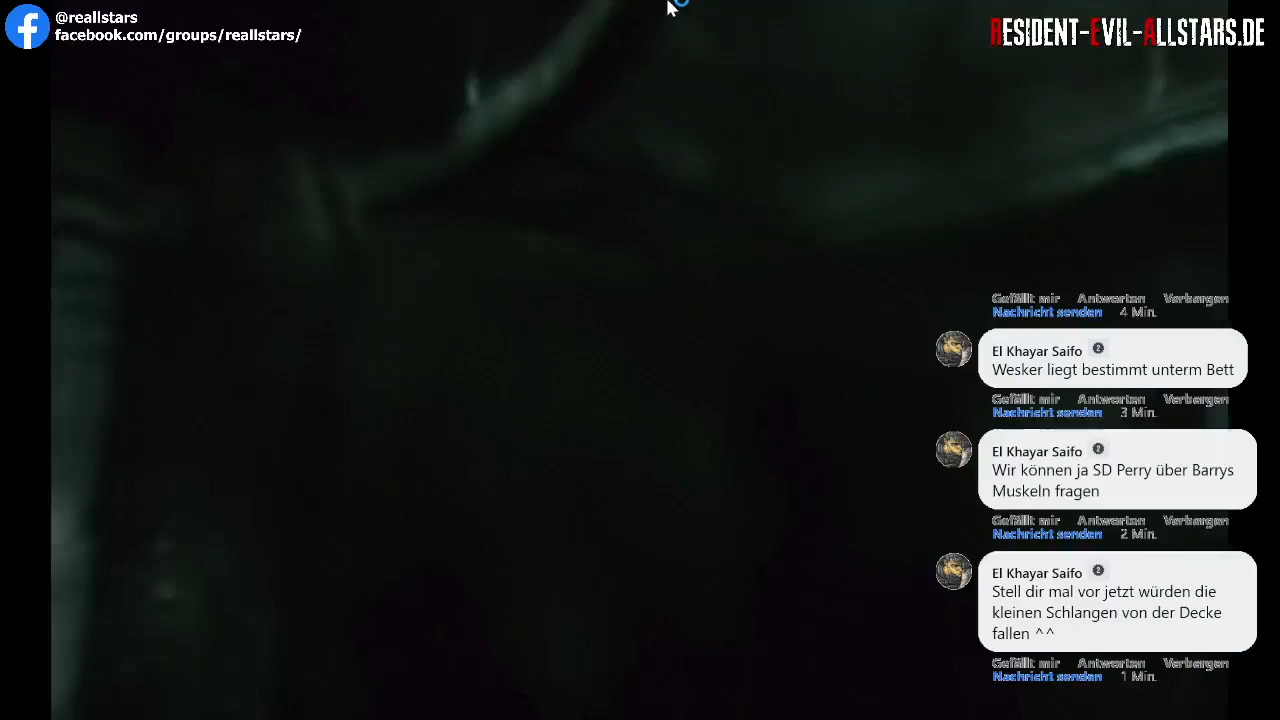 @reallstars
facebook.com/groups/reallstars/
RESIDENT-EVIL-ALLSTARS.DE
Gefällt mir Antworten Verbergen
Nachricht senden 4 Min.
El Khayar Saifo 2
Wesker liegt bestimmt unterm Bett
Gefällt mir Antworten Verbergen
Nachricht senden 3 Min.
El Khayar Saifo 2
Wir können ja SD Perry über Barrys
Muskeln fragen
Gefällt mir Antworten Verbergen
Nachricht senden 2 Min.
El Khayar Saifo 2
Stell dir mal vor jetzt würden die
kleinen Schlangen von der Decke
fallen ^^
Gefällt mir Antworten Verbergen
Nachricht senden 1 Min.